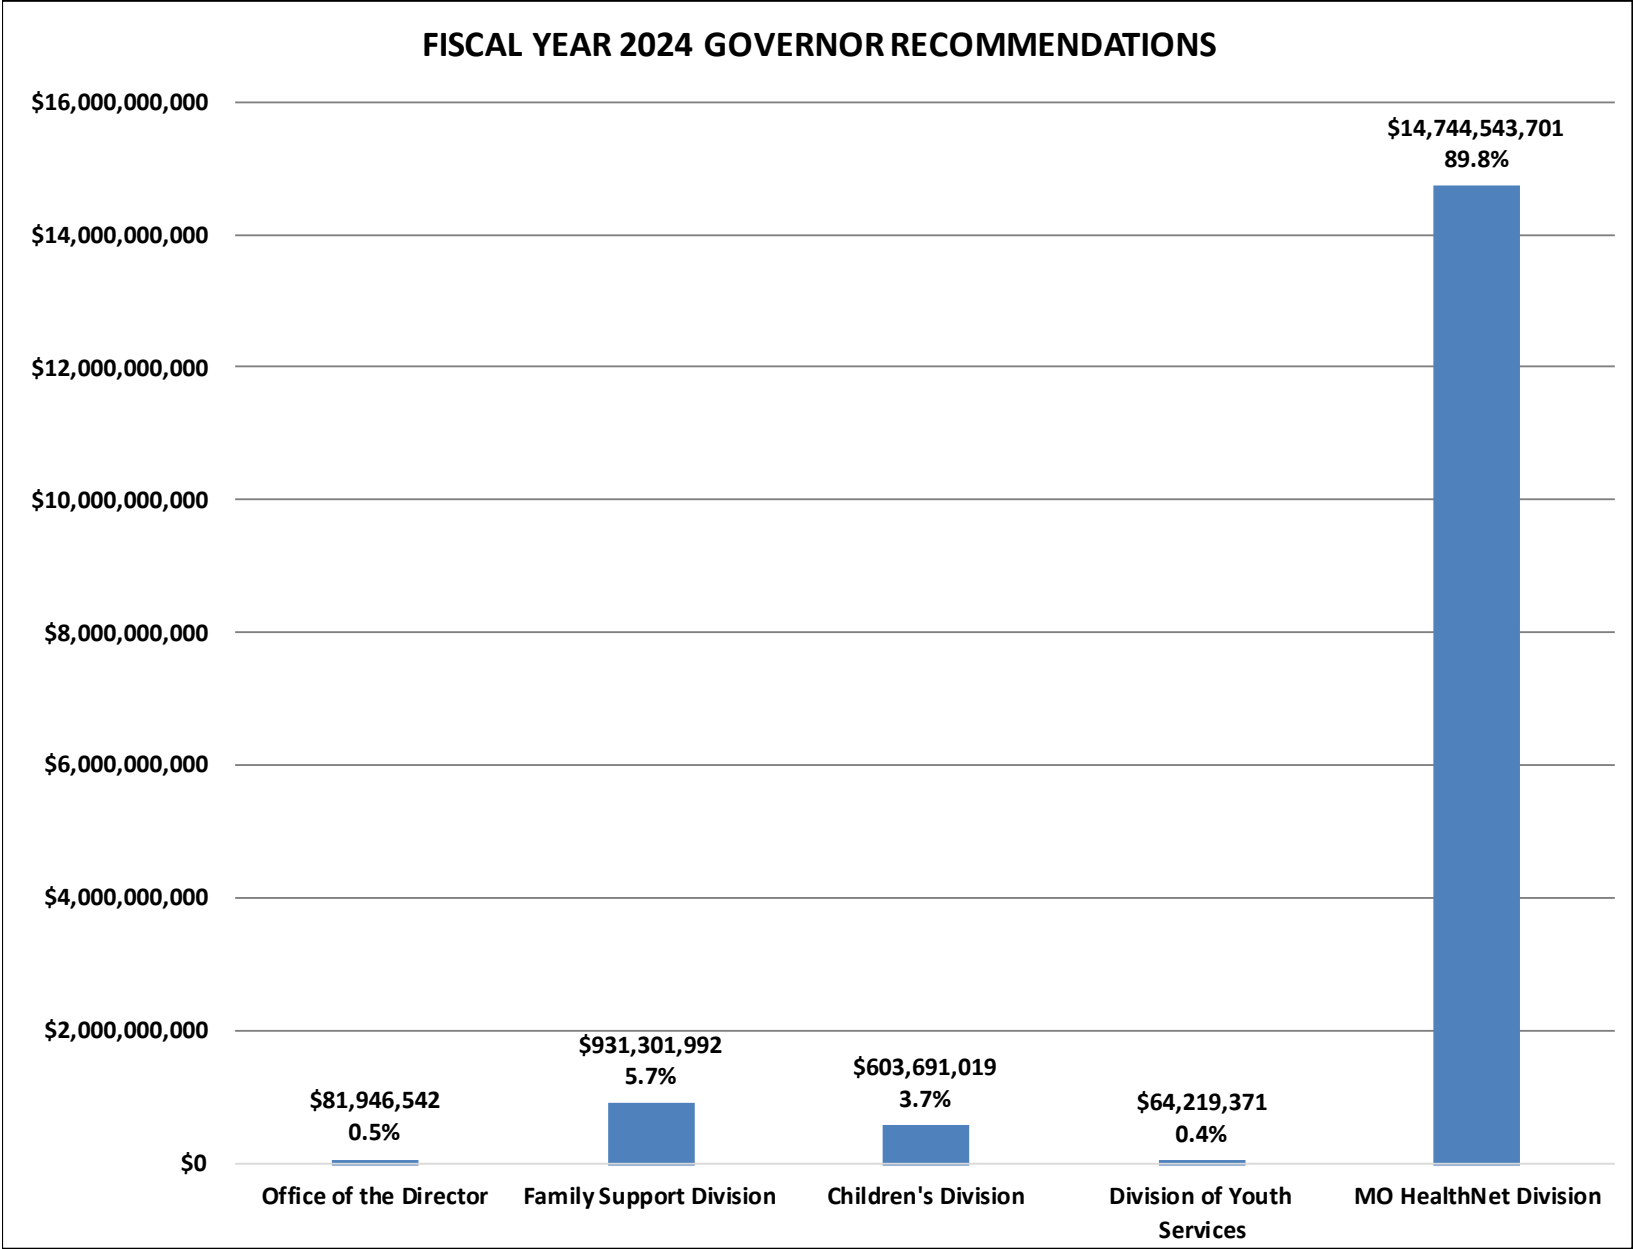 FISCAL YEAR 2024 GOVERNOR RECOMMENDATIONS
$16,000,000,000
$14,000,000,000
$12,000,000,000
$10,000,000,000
$8,000,000,000
$6,000,000,000
$4,000,000,000
$2,000,000,000
$0
$81,946,542
0.5%
$931,301,992
5.7%
$603,691,019
3.7%
$64,219,371
0.4%
$14,744,543,701
89.8%
Office of the Director
Family Support Division
Children's Division
Division of Youth
Services
MO HealthNet Division